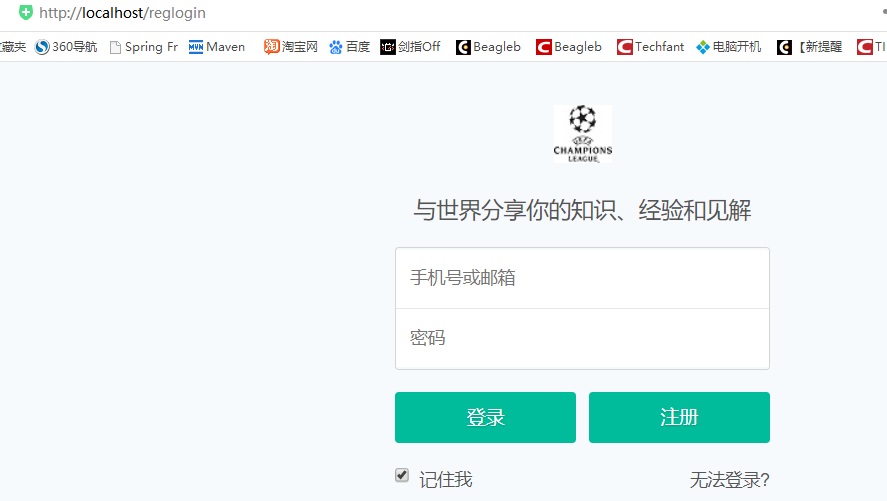 http://localhost/reglogin
收藏夹 360导航 Spring Fr Maven 淘宝网 百度 剑指Off Beagleb Beagleb Techfant 电脑开机 【新提醒 TI
UEFA
CHAMPIONS
LEAGUE
与世界分享你的知识、经验和见解
手机号或邮箱
密码
登录 注册
记住我 无法登录?